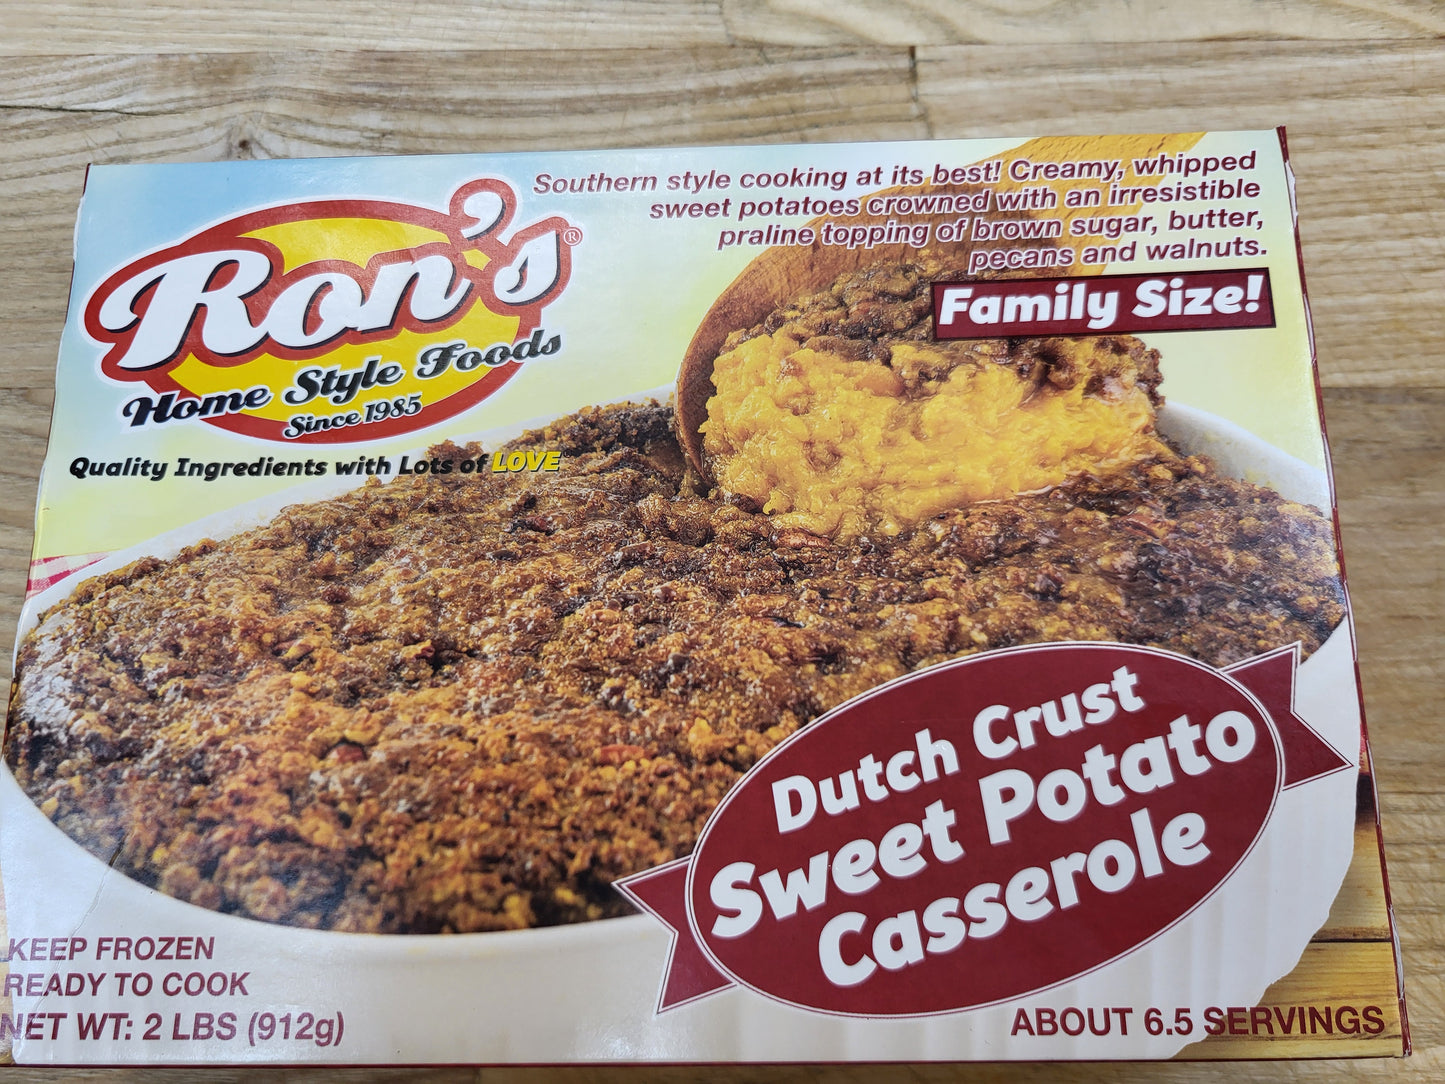 Southern style cooking at its best! Creamy, whipped
sweet potatoes crowned with an irresistible
praline topping of brown sugar, butter,
pecans and walnuts.
Family Size!
Ron's®
Home Style Foods
Since 1985
Quality Ingredients with Lots of LOVE
Dutch Crust
Sweet Potato
Casserole
KEEP FROZEN
READY TO COOK
NET WT: 2 LBS (912g)
ABOUT 6.5 SERVINGS